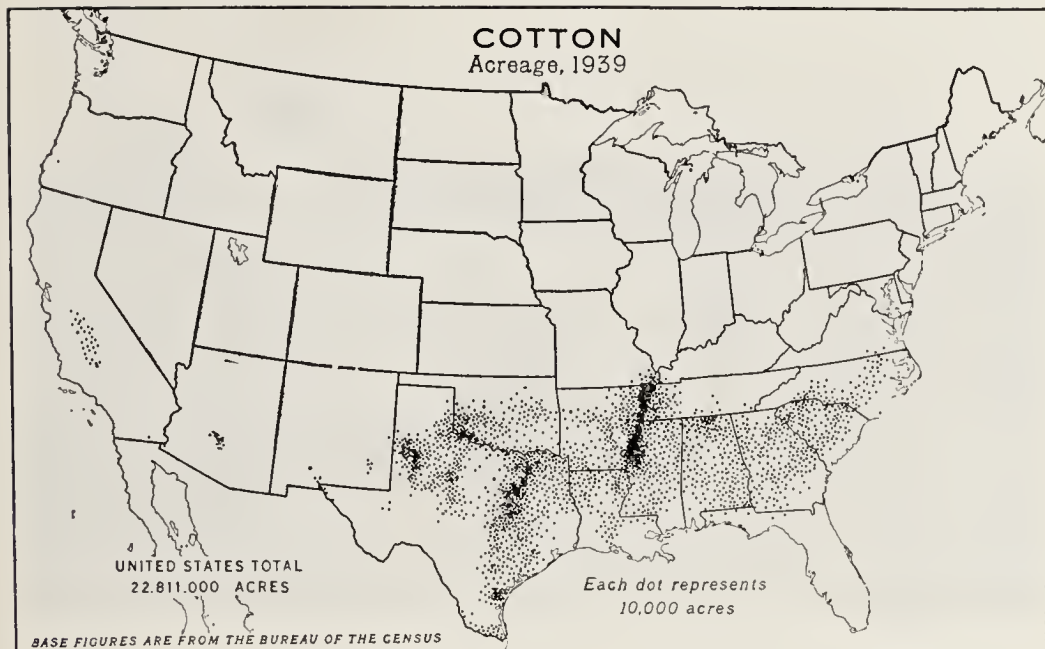 COTTON
Acreage, 1939
UNITED STATES TOTAL
22.811.000 ACRES
Each dot represents
10,000 acres
BASE FIGURES ARE FROM THE BUREAU OF THE CENSUS